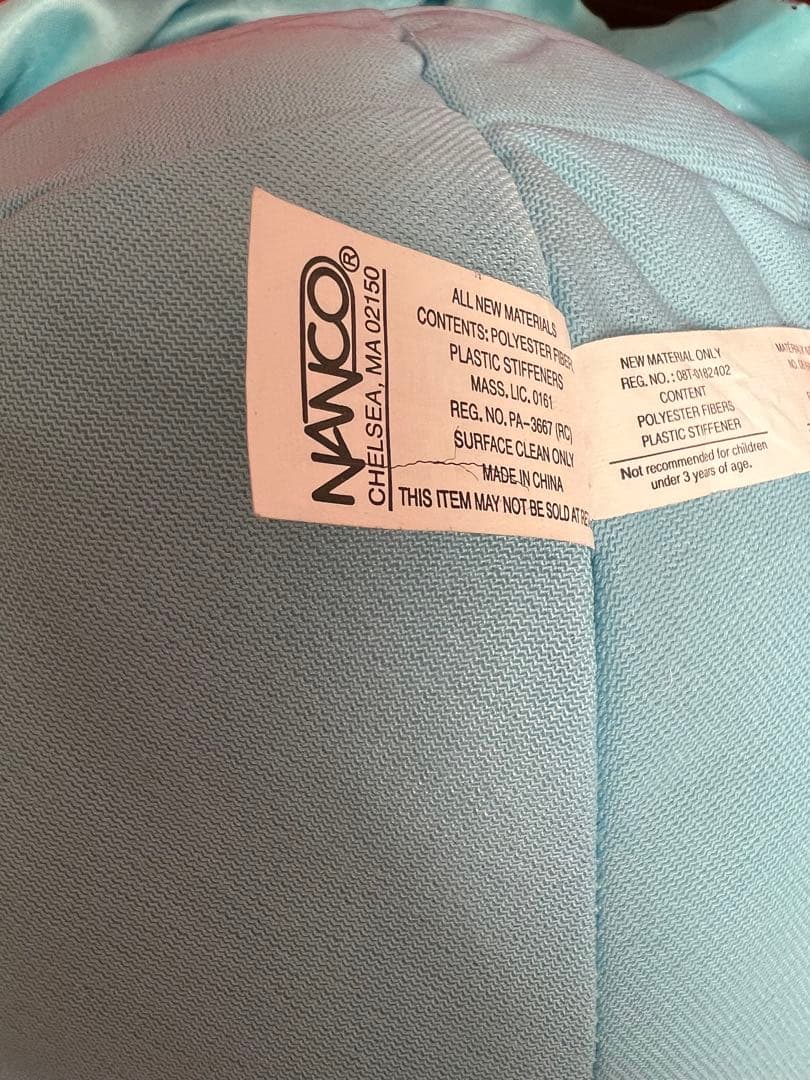 NANCO®
CHELSEA, MA 02150
ALL NEW MATERIALS
CONTENTS: POLYESTER FIBER
PLASTIC STIFFENERS
MASS. LIC. 0161
REG. NO. PA-3667 (RC)
SURFACE CLEAN ONLY
MADE IN CHINA
THIS ITEM MAY NOT BE SOLD AT
NEW MATERIAL ONLY
REG. NO. : 08T-0182402
CONTENT
POLYESTER FIBERS
PLASTIC STIFFENER
Not recommended for children
under 3 years of age.